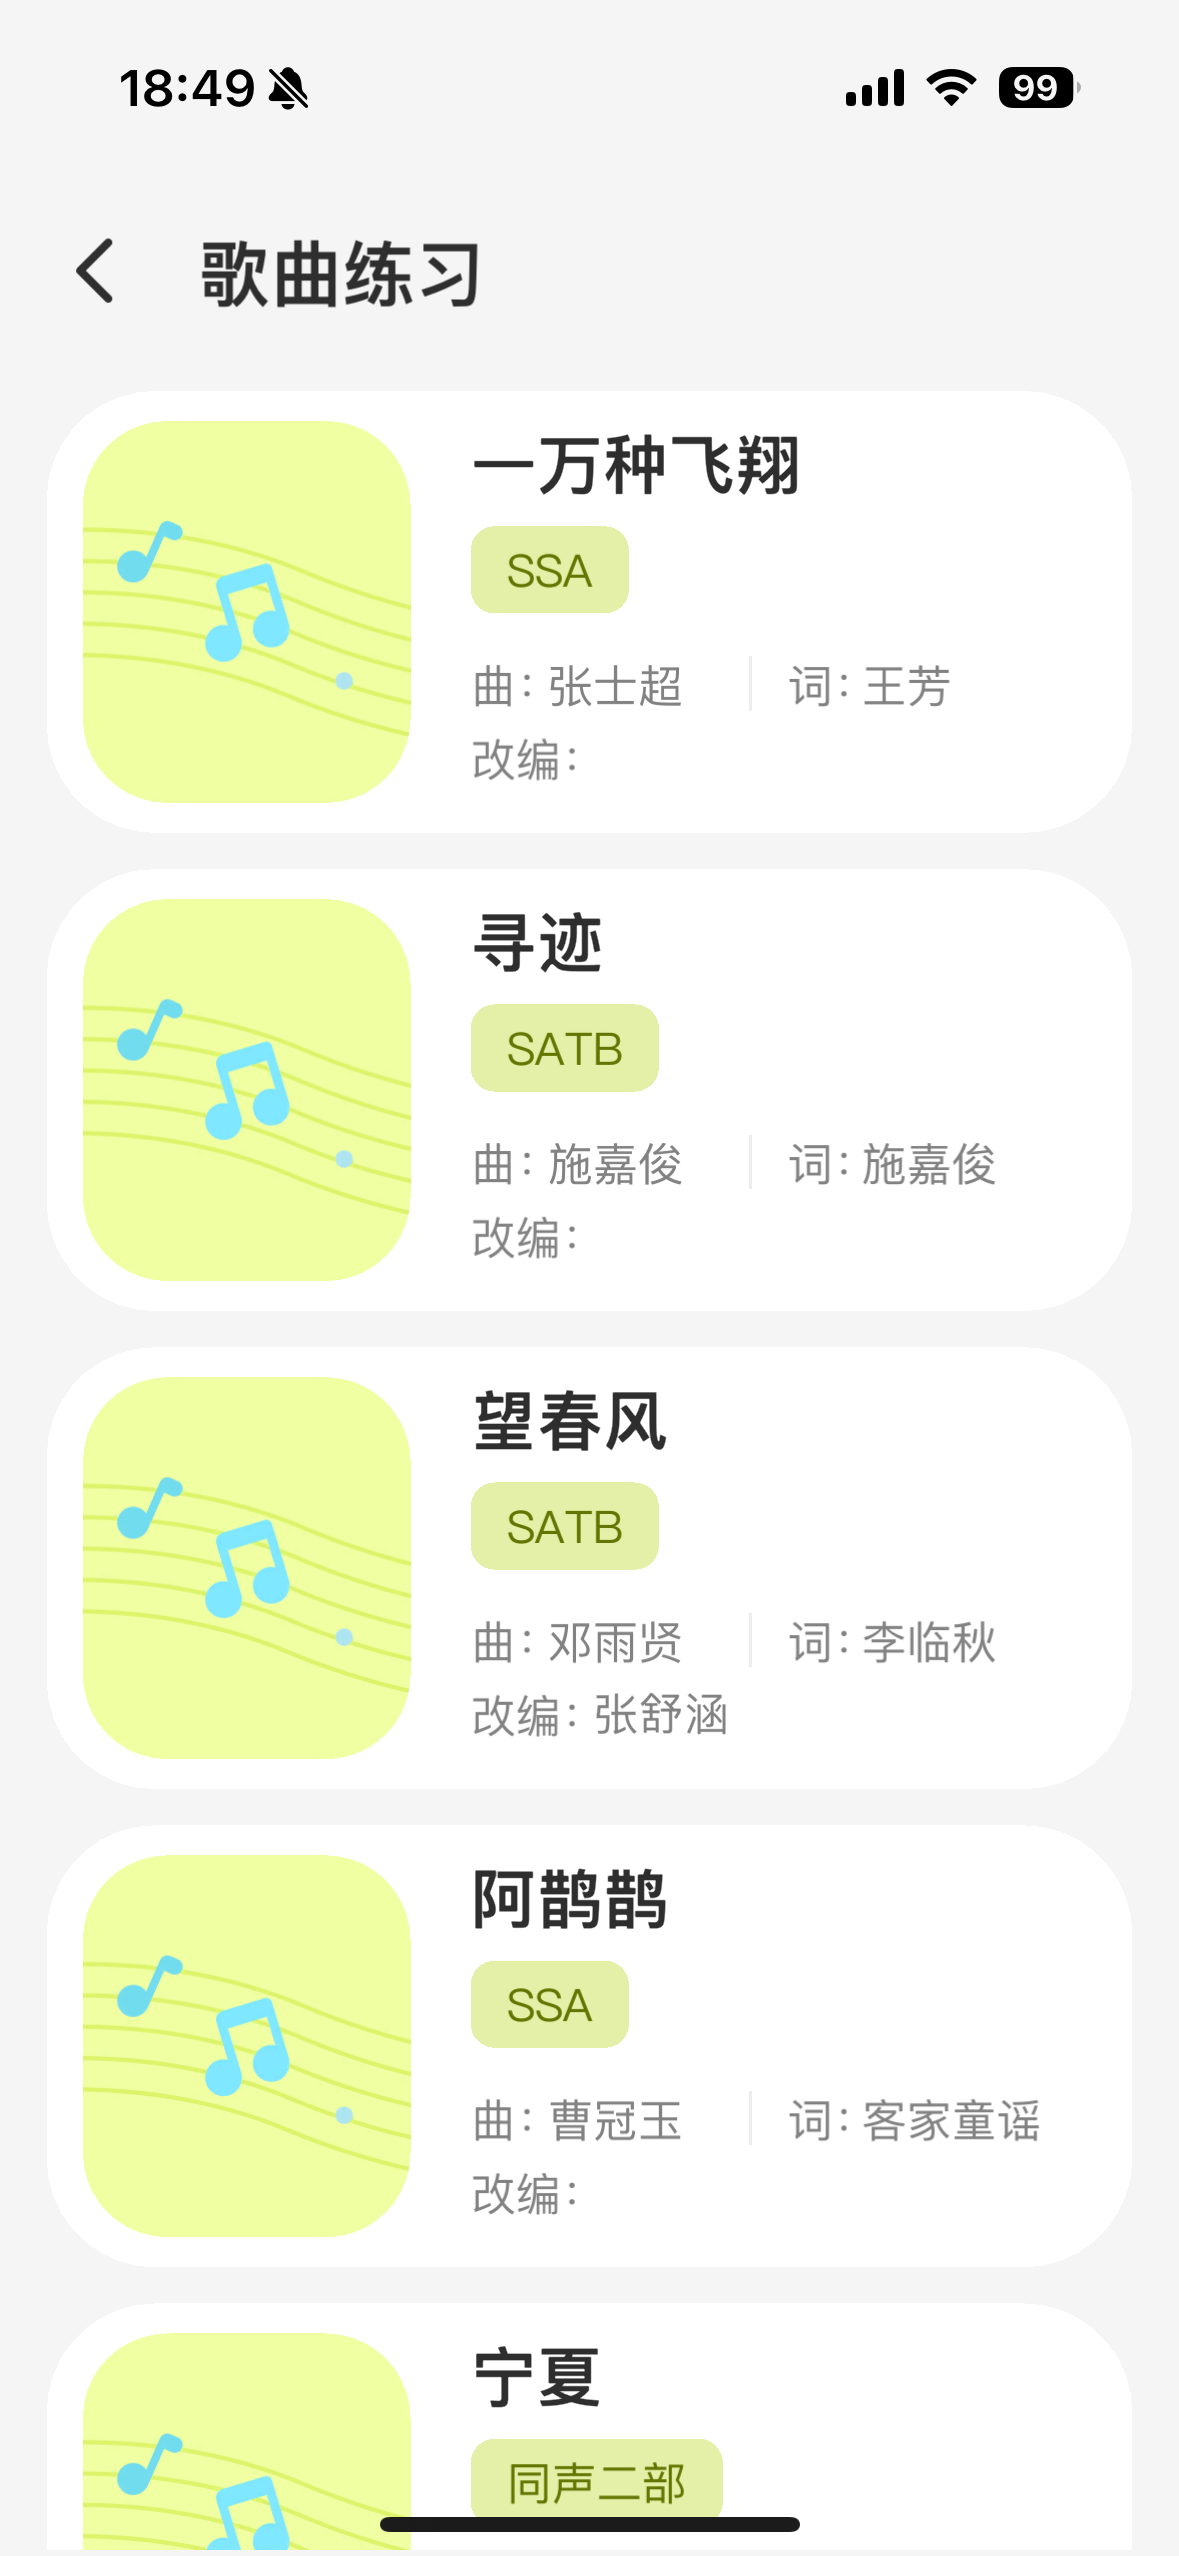 18:49
99
歌曲练习
一万种飞翔
SSA
曲：张士超 词：王芳
改编：
寻迹
SATB
曲：施嘉俊 词：施嘉俊
改编：
望春风
SATB
曲：邓雨贤 词：李临秋
改编：张舒涵
阿鹊鹊
SSA
曲：曹冠玉 词：客家童谣
改编：
宁夏
同声二部